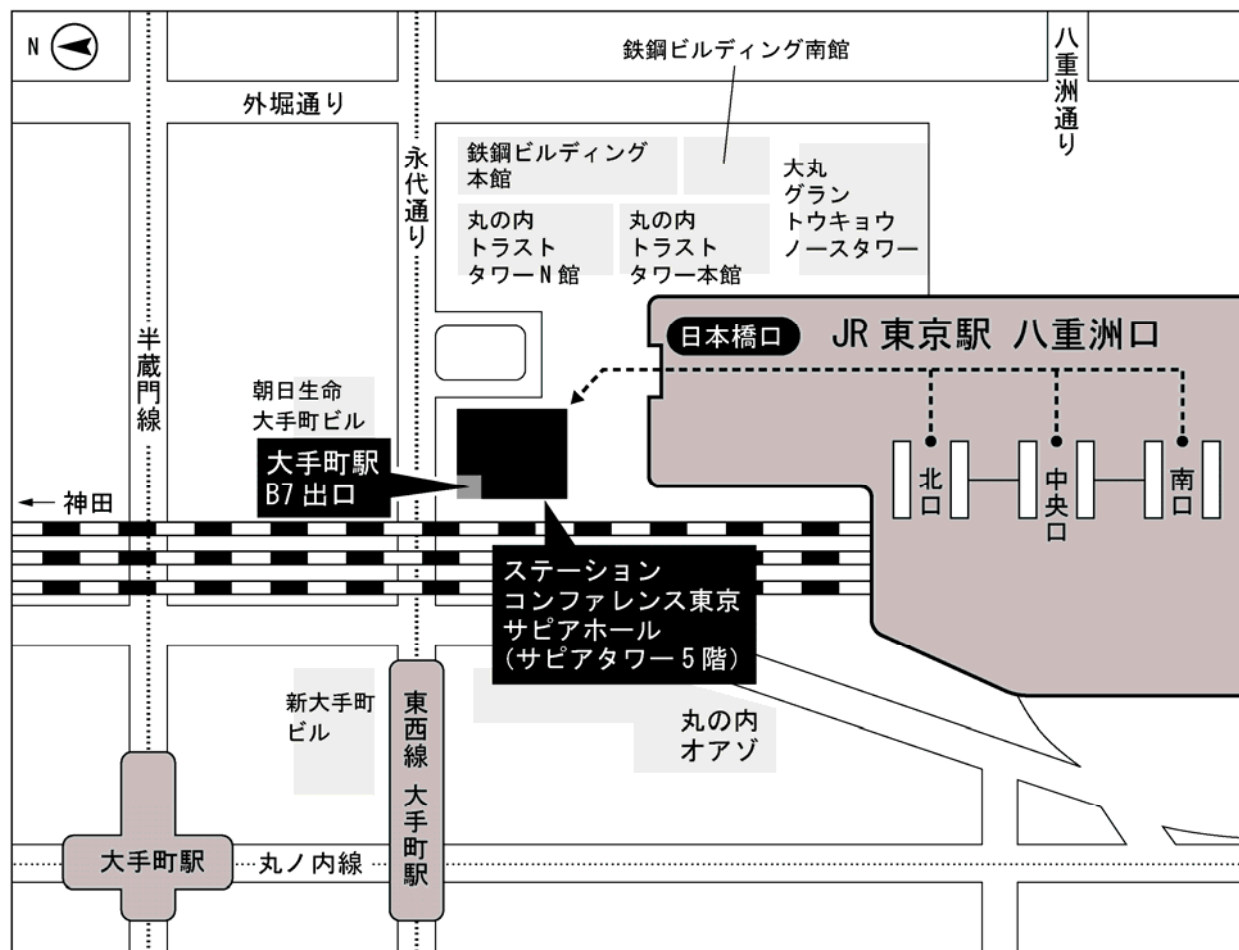 N
鉄鋼ビルディング南館
八重洲通り
外堀通り
永代通り
鉄鋼ビルディング
本館
大丸
グラン
トウキョウ
ノースタワー
丸の内
トラスト
タワーN館
丸の内
トラスト
タワー本館
半蔵門線
日本橋口
JR 東京駅 八重洲口
朝日生命
大手町ビル
大手町駅
B7 出口
神田
北口
中央口
南口
ステーション
コンファレンス東京
サピアホール
（サピアタワー5階）
新大手町
ビル
東西線 大手町駅
丸の内
オアゾ
大手町駅
丸ノ内線